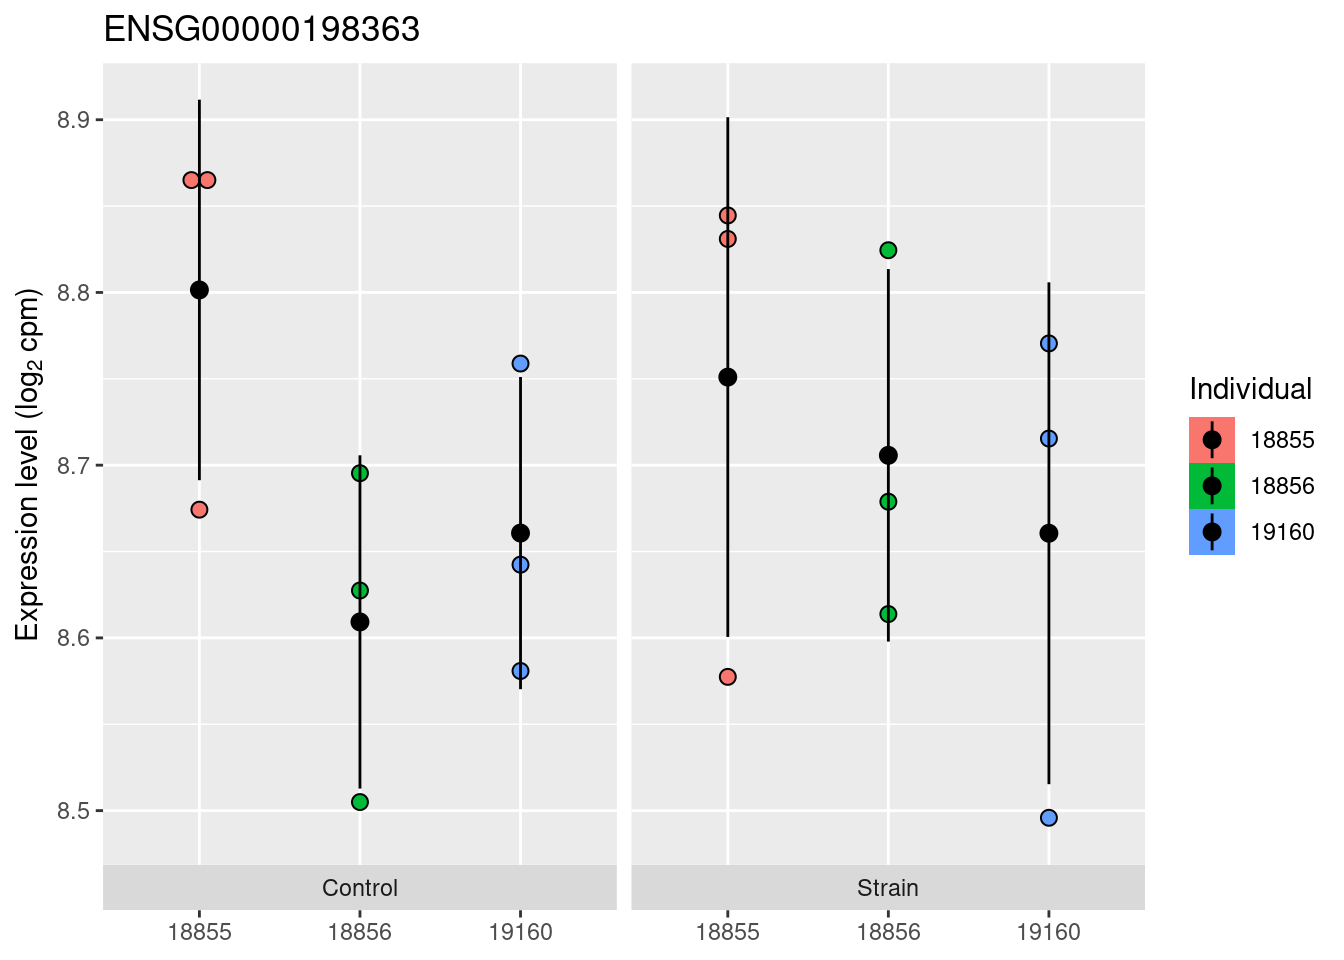 ENSG00000198363
Expression level (log₂ cpm)
8.9
8.8
8.7
8.6
8.5
Control
Strain
18855
18856
19160
18855
18856
19160
Individual
18855
18856
19160